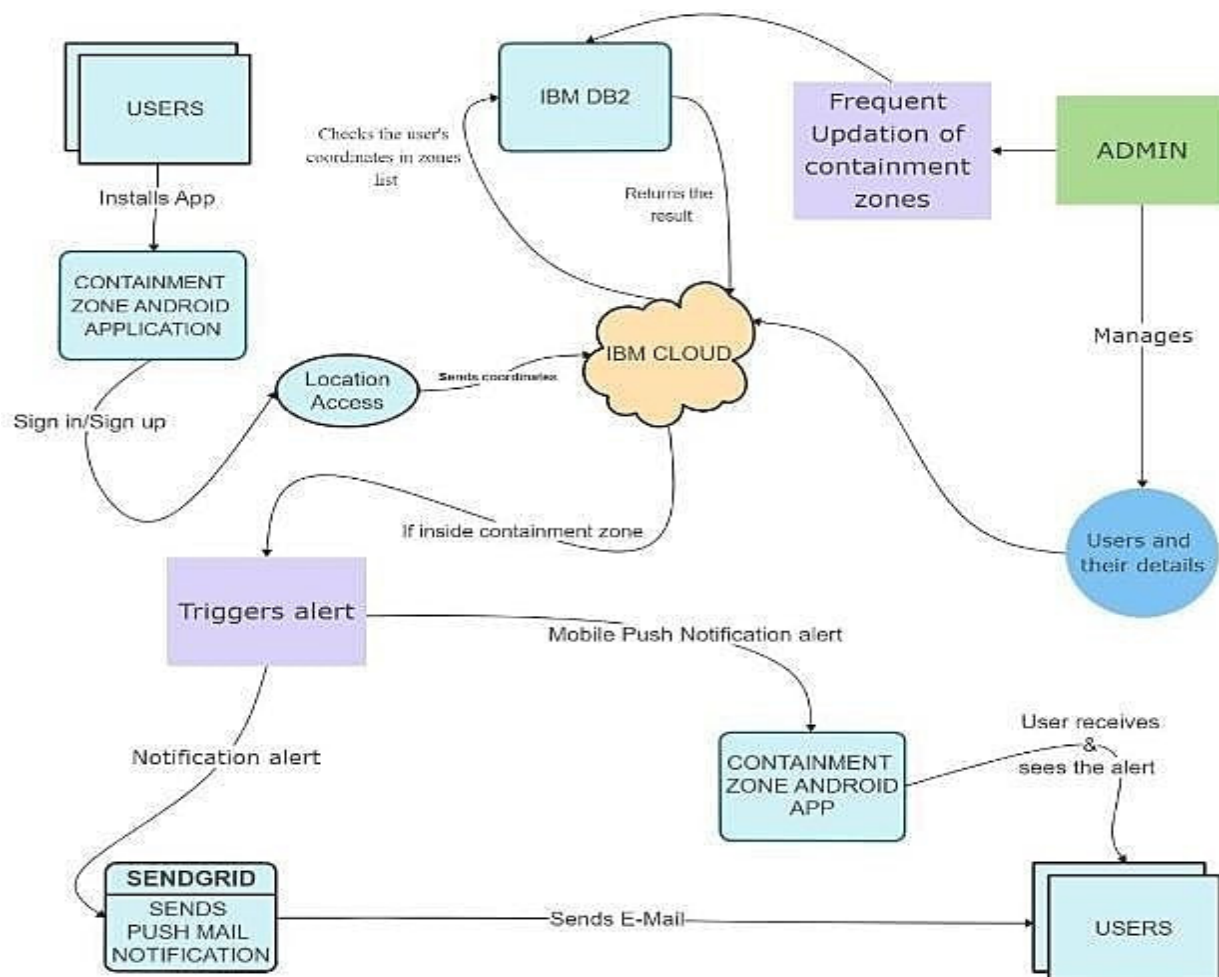 USERS
Installs App
CONTAINMENT
ZONE ANDROID
APPLICATION
Sign in/Sign up
Location
Access
Sends coordinates
IBM CLOUD
Checks the user's
coordinates in zones
list
IBM DB2
Returns the
result
Frequent
Updation of
containment
zones
ADMIN
Manages
Users and
their details
If inside containment zone
Triggers alert
Mobile Push Notification alert
Notification alert
CONTAINMENT
ZONE ANDROID
APP
User receives
&
sees the alert
SENDGRID
SENDS
PUSH MAIL
NOTIFICATION
Sends E-Mail
USERS